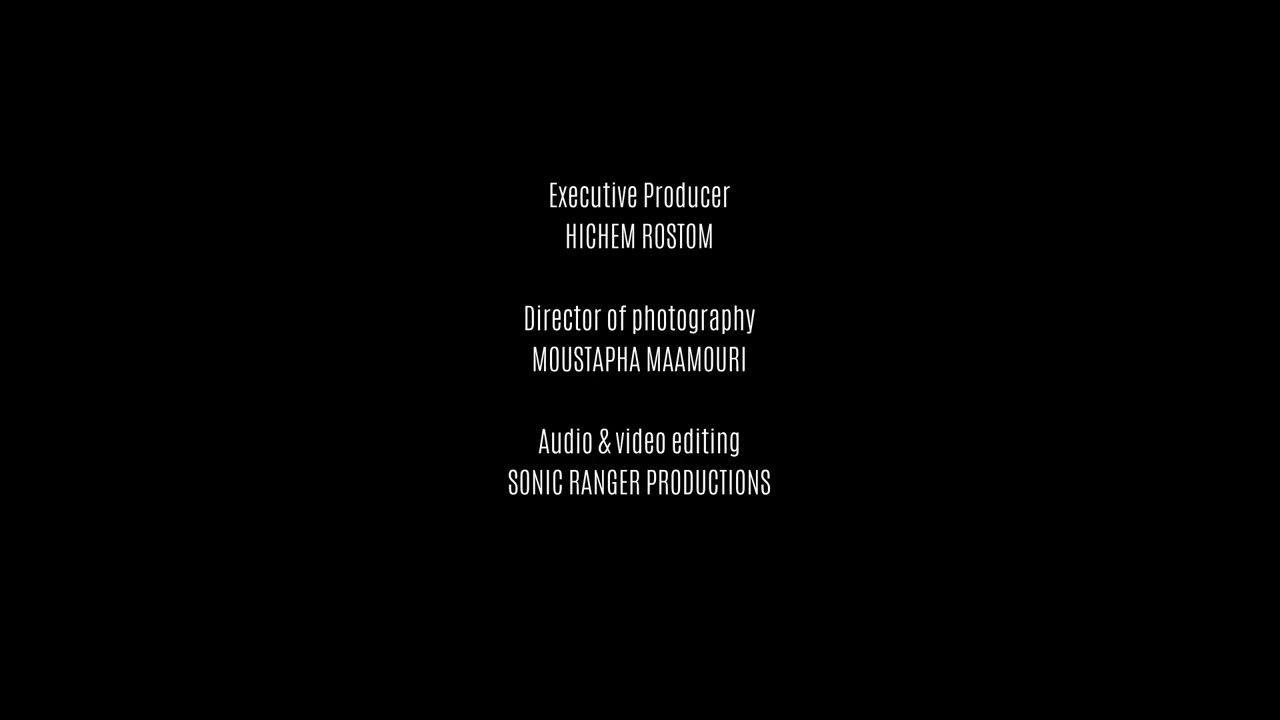 Executive Producer
HICHEM ROSTOM
Director of photography
MOUSTAPHA MAAMOURI
Audio & video editing
SONIC RANGER PRODUCTIONS